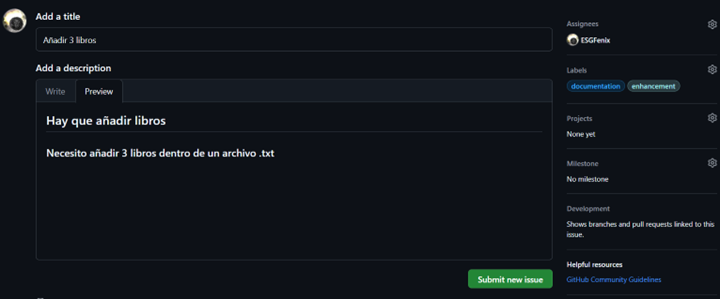 Add a title
Añadir 3 libros
Add a description
Write
Preview
Hay que añadir libros
Necesito añadir 3 libros dentro de un archivo .txt
Submit new issue
Assignees
ESGFenix
Labels
documentation
enhancement
Projects
None yet
Milestone
No milestone
Development
Shows branches and pull requests linked to this
issue.
Helpful resources
GitHub Community Guidelines